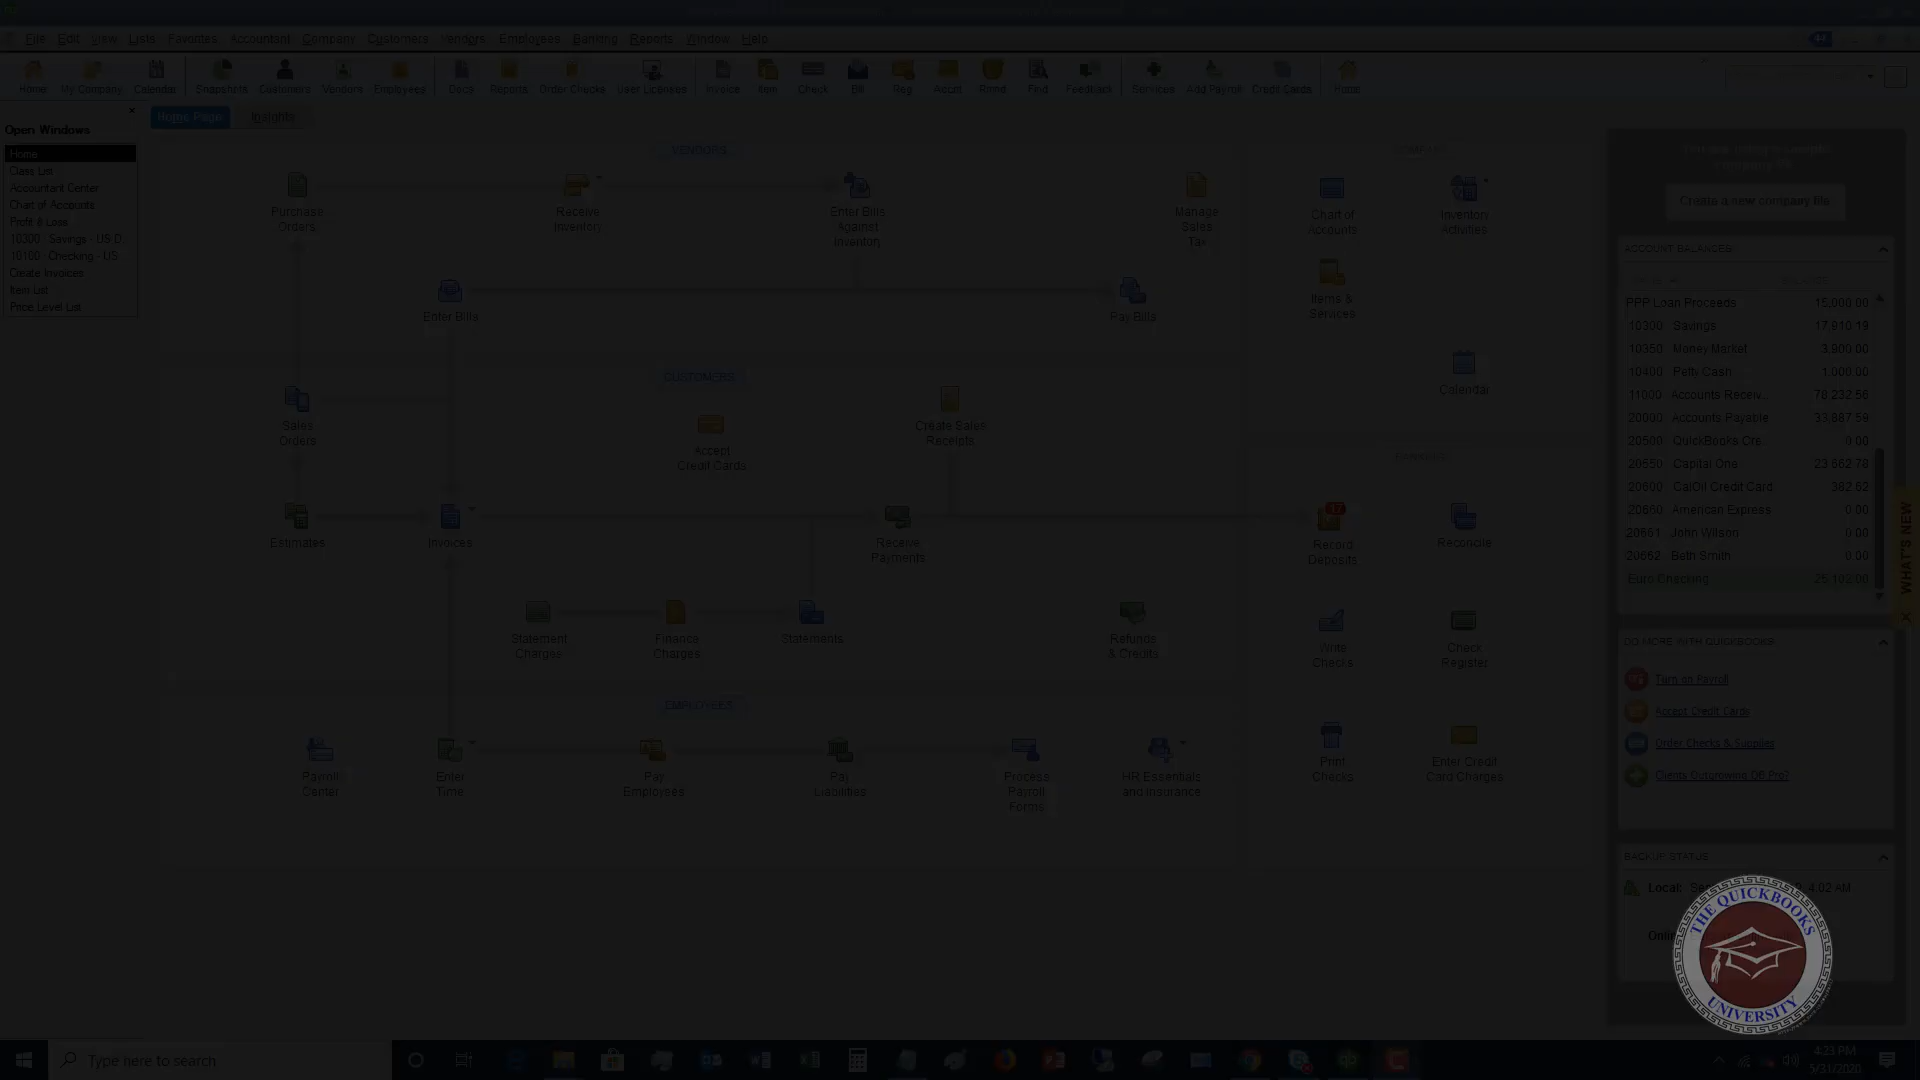 File Edit View Lists Favorites Accountant Company Customers Vendors Employees Banking Reports Window Help
Home My Company Calendar Snapshots Customers Vendors Employees Docs Reports Order Checks User Licenses Invoice Item Check Bill Reg Accnt Rmnd Find Feedback Services Add Payroll Credit Cards Home
Open Windows
Home
Class List
Accountant Center
Chart of Accounts
Profit & Loss
10300 · Savings - US D...
10100 · Checking - US
Create Invoices
Item List
Price Level List
Home Page Insights
VENDORS
Purchase
Orders
Receive
Inventory
Enter Bills
Against
Inventory
Manage
Sales
Tax
Enter Bills
Pay Bills
CUSTOMERS
Sales
Orders
Accept
Credit Cards
Create Sales
Receipts
Estimates
Invoices
Receive
Payments
Statement
Charges
Finance
Charges
Statements
Refunds
& Credits
EMPLOYEES
Payroll
Center
Enter
Time
Pay
Employees
Pay
Liabilities
Process
Payroll
Forms
HR Essentials
and Insurance
COMPANY
Chart of
Accounts
Inventory
Activities
Items &
Services
Calendar
BANKING
17
Record
Deposits
Reconcile
Write
Checks
Check
Register
Print
Checks
Enter Credit
Card Charges
Create a new company file
ACCOUNT BALANCES
PPP Loan Proceeds 15,000.00
10300 · Savings 17,910.19
10350 · Money Market 3,900.00
10400 · Petty Cash 1,000.00
11000 · Accounts Receiv... 78,232.56
20000 · Accounts Payable 33,887.59
20500 · QuickBooks Cre... 0.00
20550 · Capital One 23,662.78
20600 · CalOil Credit Card 382.62
20660 · American Express 0.00
20661 · John Wilson 0.00
20662 · Beth Smith 0.00
Euro Checking 25,102.00
WHAT'S NEW
DO MORE WITH QUICKBOOKS
Turn on Payroll
Accept Credit Cards
Order Checks & Supplies
Clients Outgrowing QB Pro?
BACKUP STATUS
Local: 4:02 AM
THE QUICKBOOKS
UNIVERSITY
Type here to search
4:23 PM
5/31/2020